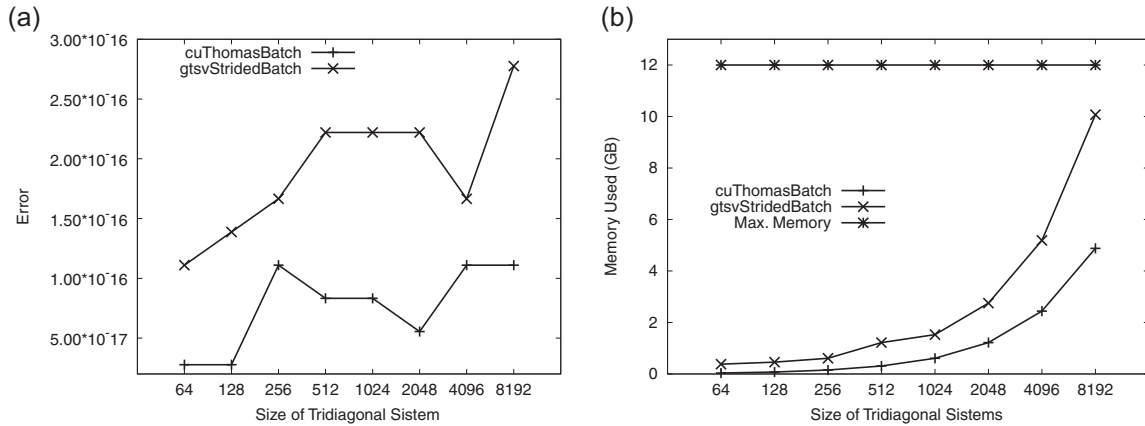 (a)
3.00*10^-16
2.50*10^-16
2.00*10^-16
1.50*10^-16
1.00*10^-16
5.00*10^-17
Error
cuThomasBatch
gtsvStridedBatch
64 128 256 512 1024 2048 4096 8192
Size of Tridiagonal Sistem
(b)
14
12
10
8
6
4
2
0
Memory Used (GB)
cuThomasBatch
gtsvStridedBatch
Max. Memory
64 128 256 512 1024 2048 4096 8192
Size of Tridiagonal Sistems